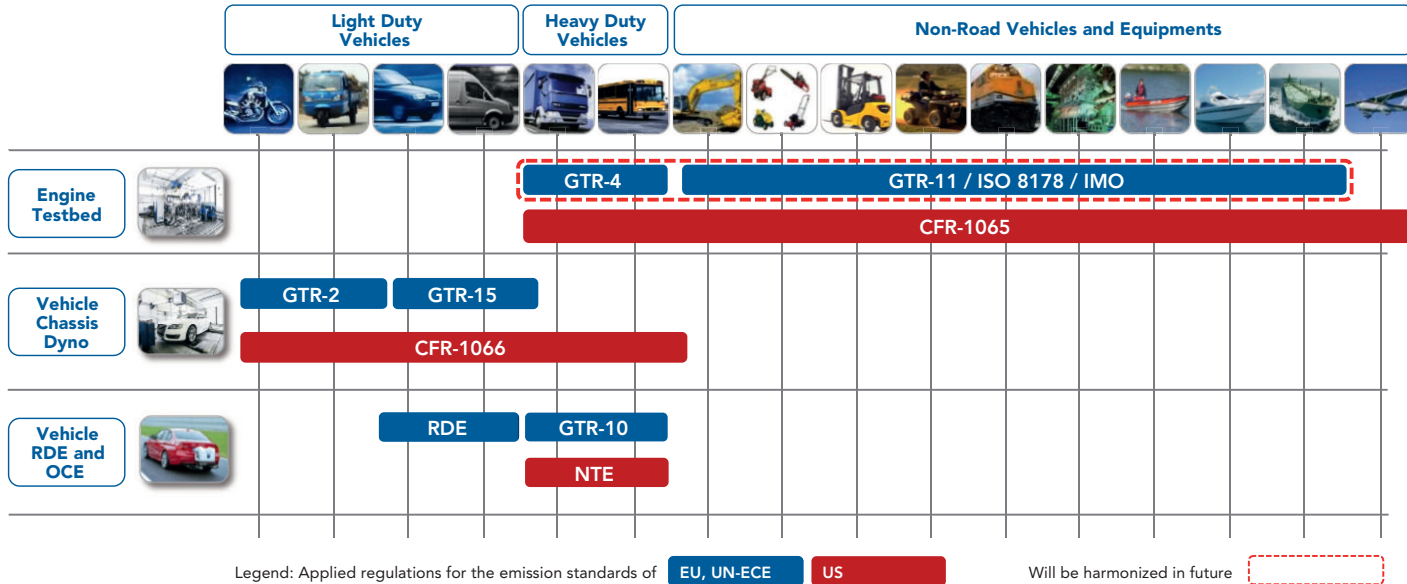 Light Duty
Vehicles
Heavy Duty
Vehicles
Non-Road Vehicles and Equipments
Engine
Testbed
GTR-4
GTR-11 / ISO 8178 / IMO
CFR-1065
Vehicle
Chassis
Dyno
GTR-2
GTR-15
CFR-1066
Vehicle
RDE and
OCE
RDE
GTR-10
NTE
Legend: Applied regulations for the emission standards of
EU, UN-ECE
US
Will be harmonized in future